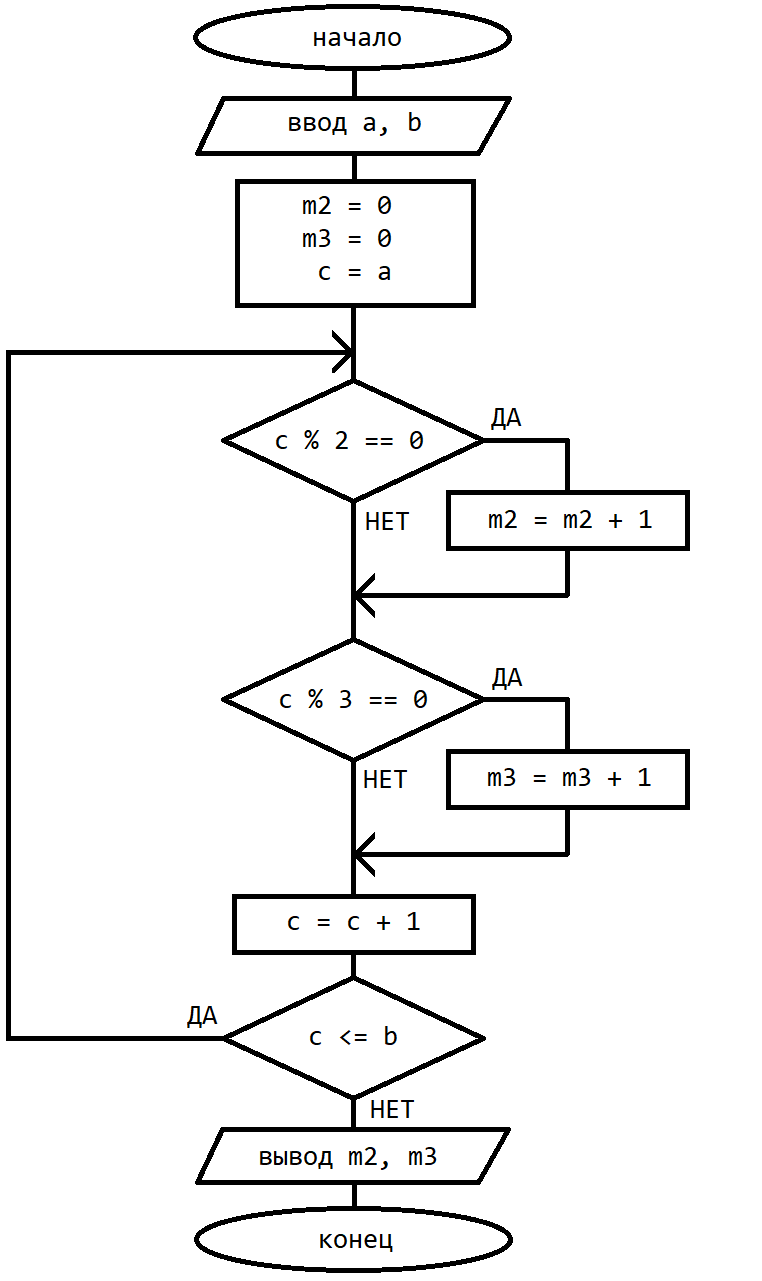 начало
ввод a, b
m2 = 0
m3 = 0
c = a
c % 2 == 0
ДА
НЕТ
m2 = m2 + 1
c % 3 == 0
ДА
НЕТ
m3 = m3 + 1
c = c + 1
ДА
c <= b
НЕТ
вывод m2, m3
конец